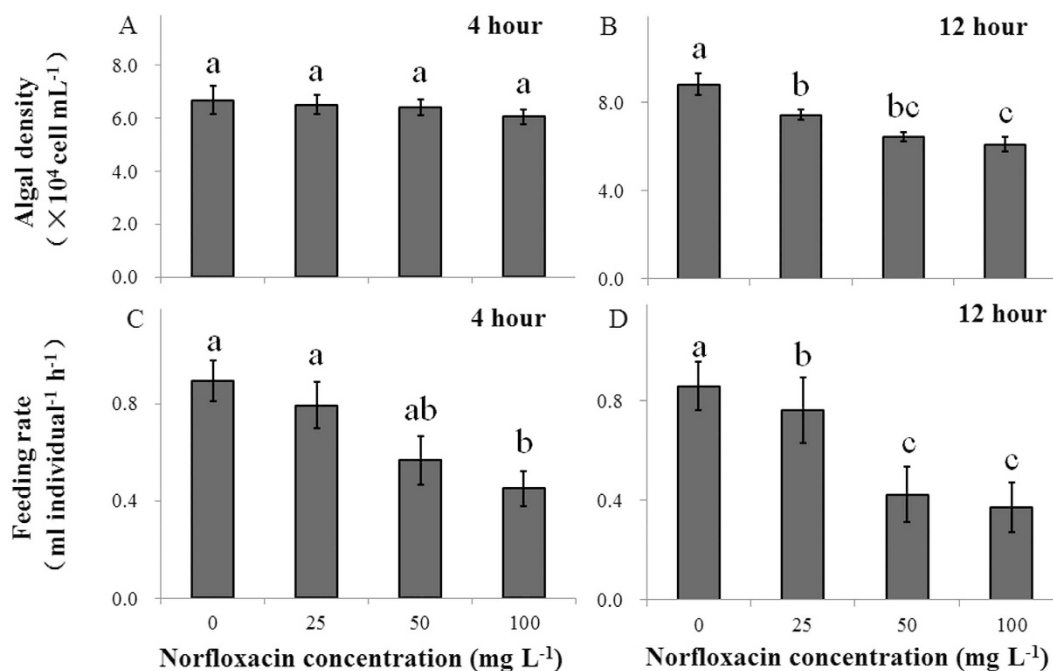 A
4 hour
8.0
6.0
4.0
2.0
0.0
a
a
a
a
Algal density
(×10⁴ cell mL⁻¹)
B
12 hour
8.0
4.0
0.0
a
b
bc
c
C
4 hour
0.8
0.4
0.0
a
a
ab
b
Feeding rate
(ml individual⁻¹ h⁻¹)
0 25 50 100
Norfloxacin concentration (mg L⁻¹)
D
12 hour
0.8
0.4
0.0
a
b
c
c
0 25 50 100
Norfloxacin concentration (mg L⁻¹)